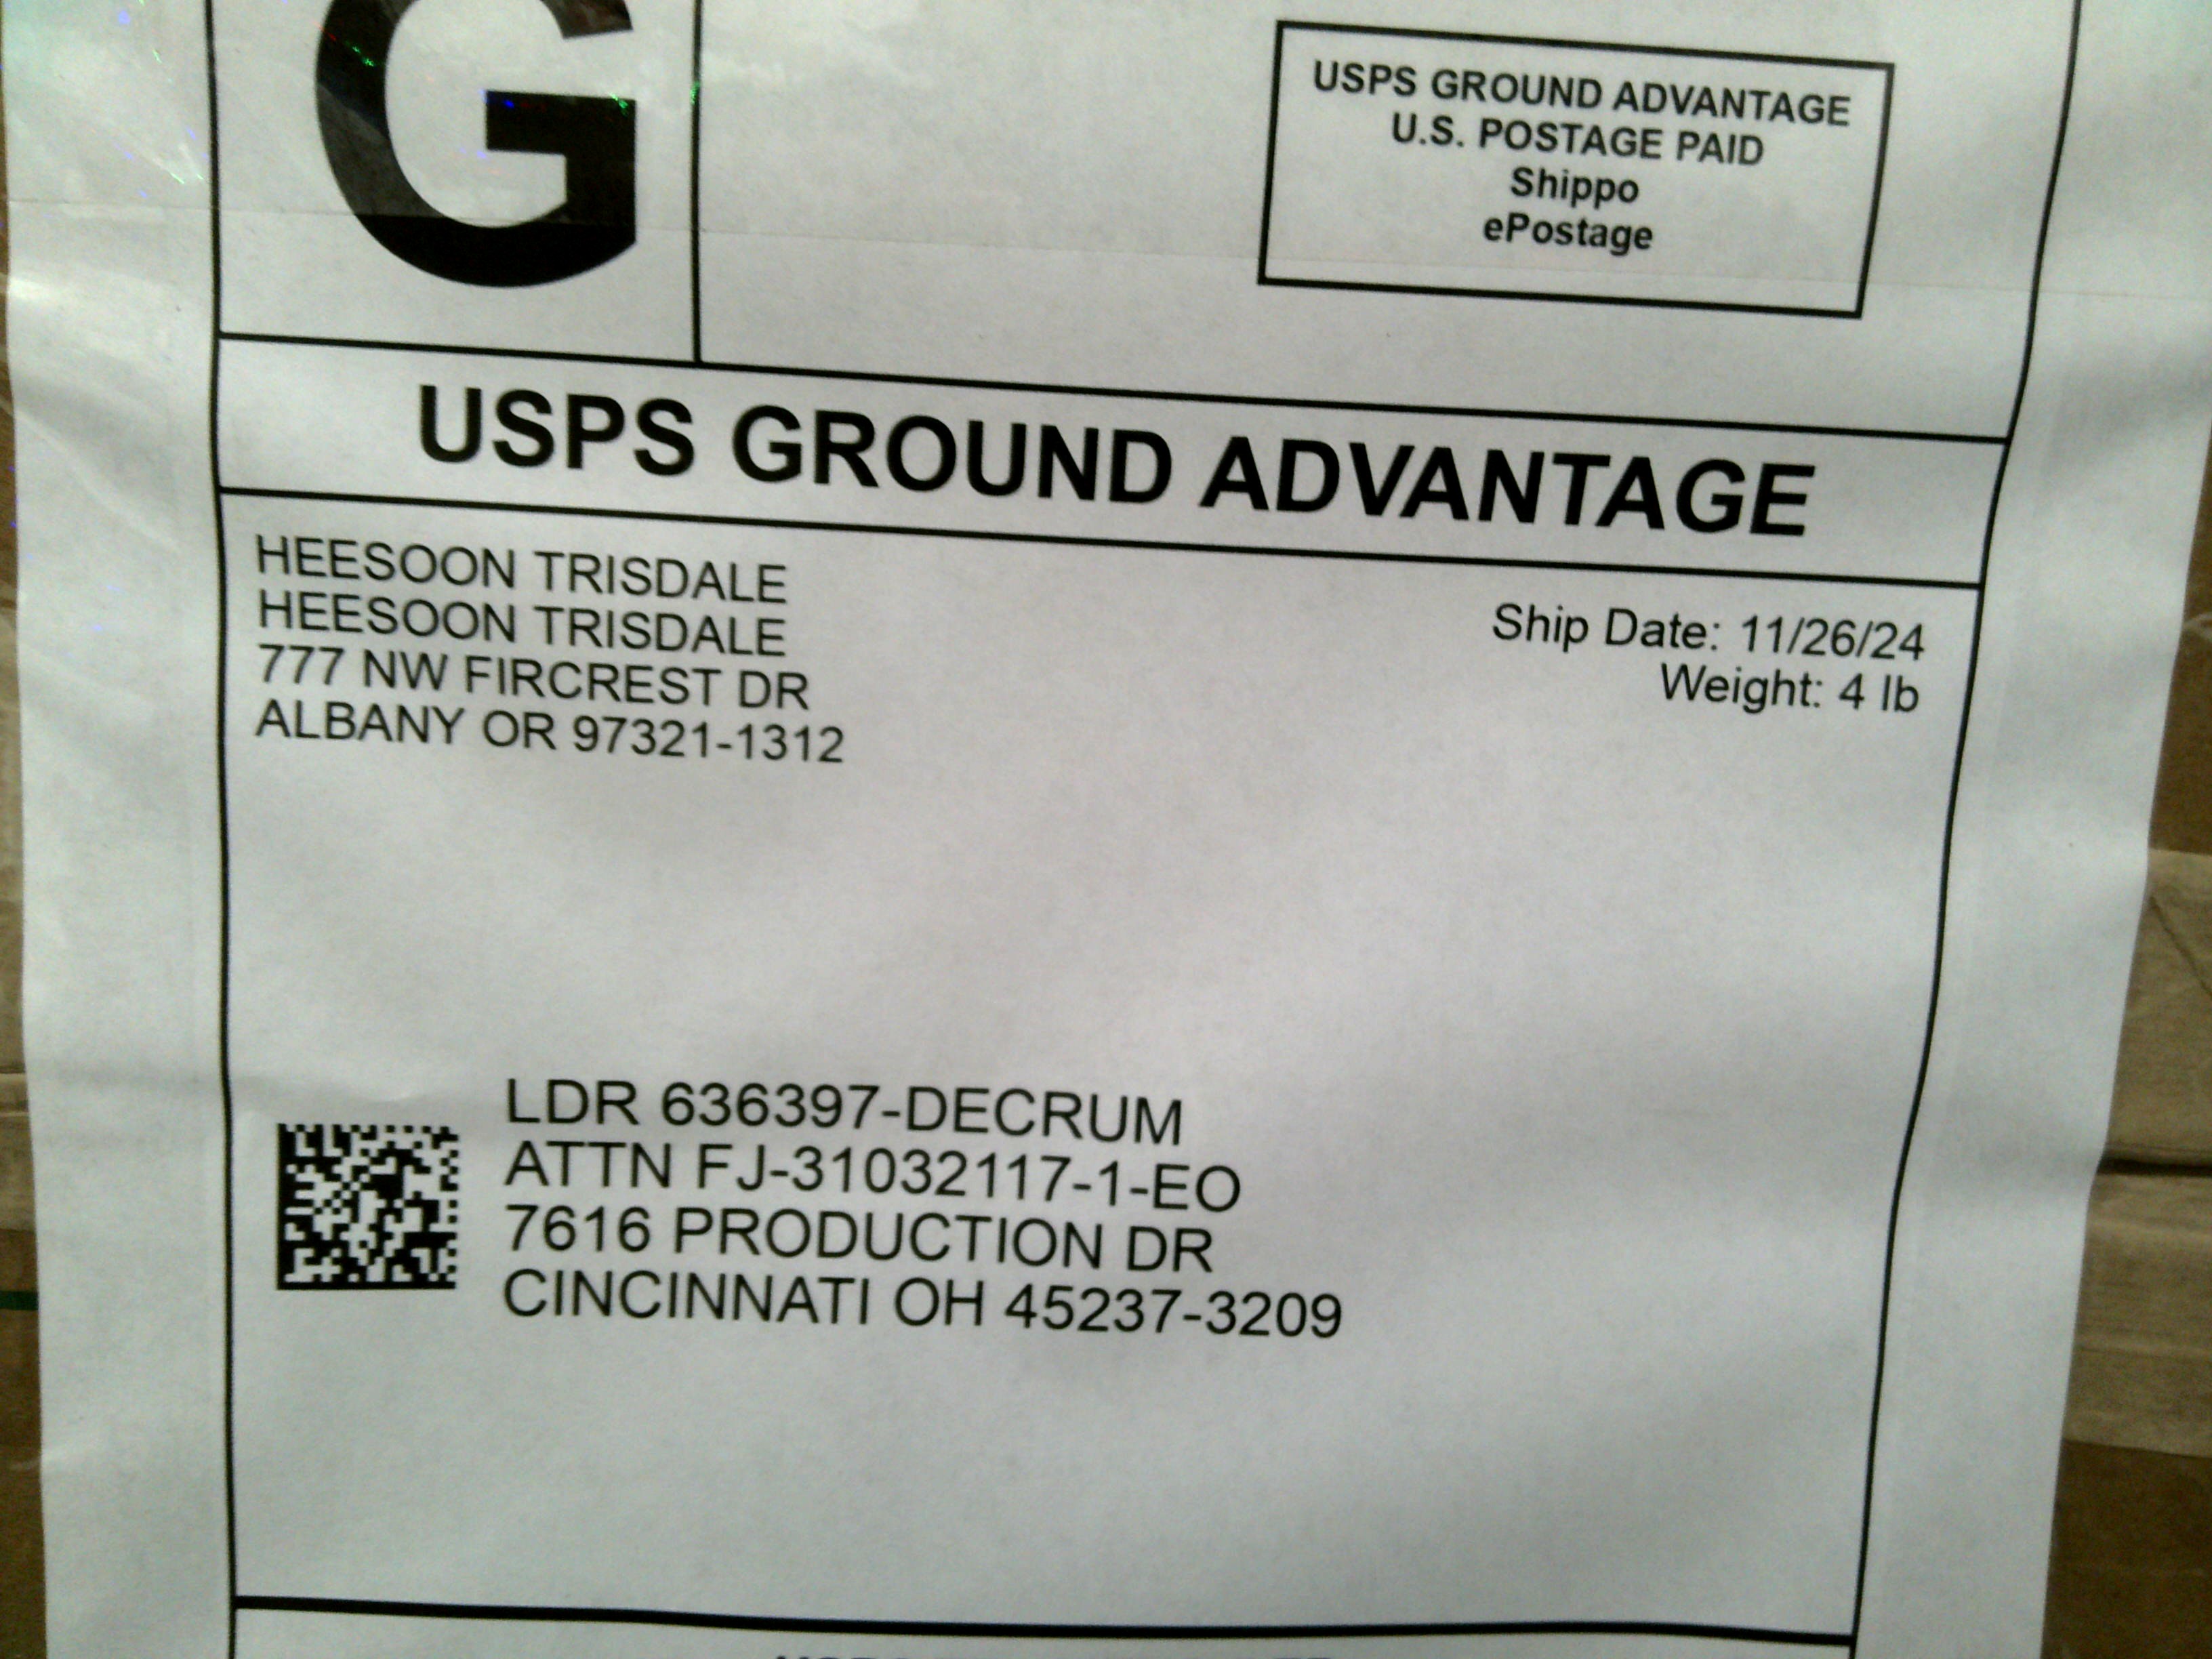 G
USPS GROUND ADVANTAGE
U.S. POSTAGE PAID
Shippo
ePostage
USPS GROUND ADVANTAGE
HEESOON TRISDALE
HEESOON TRISDALE
777 NW FIRCREST DR
ALBANY OR 97321-1312
Ship Date: 11/26/24
Weight: 4 lb
LDR 636397-DECRUM
ATTN FJ-31032117-1-EO
7616 PRODUCTION DR
CINCINNATI OH 45237-3209